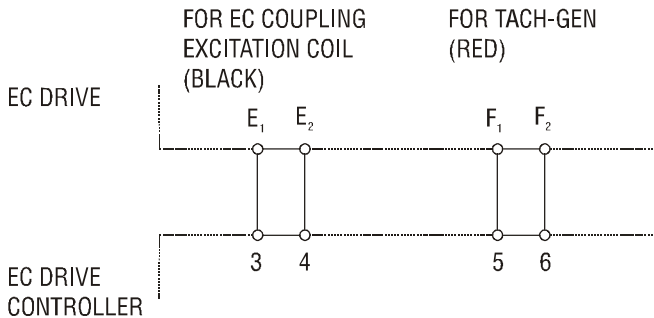 FOR EC COUPLING
EXCITATION COIL
(BLACK)
FOR TACH-GEN
(RED)
EC DRIVE
E1 E2 F1 F2
3 4 5 6
EC DRIVE
CONTROLLER